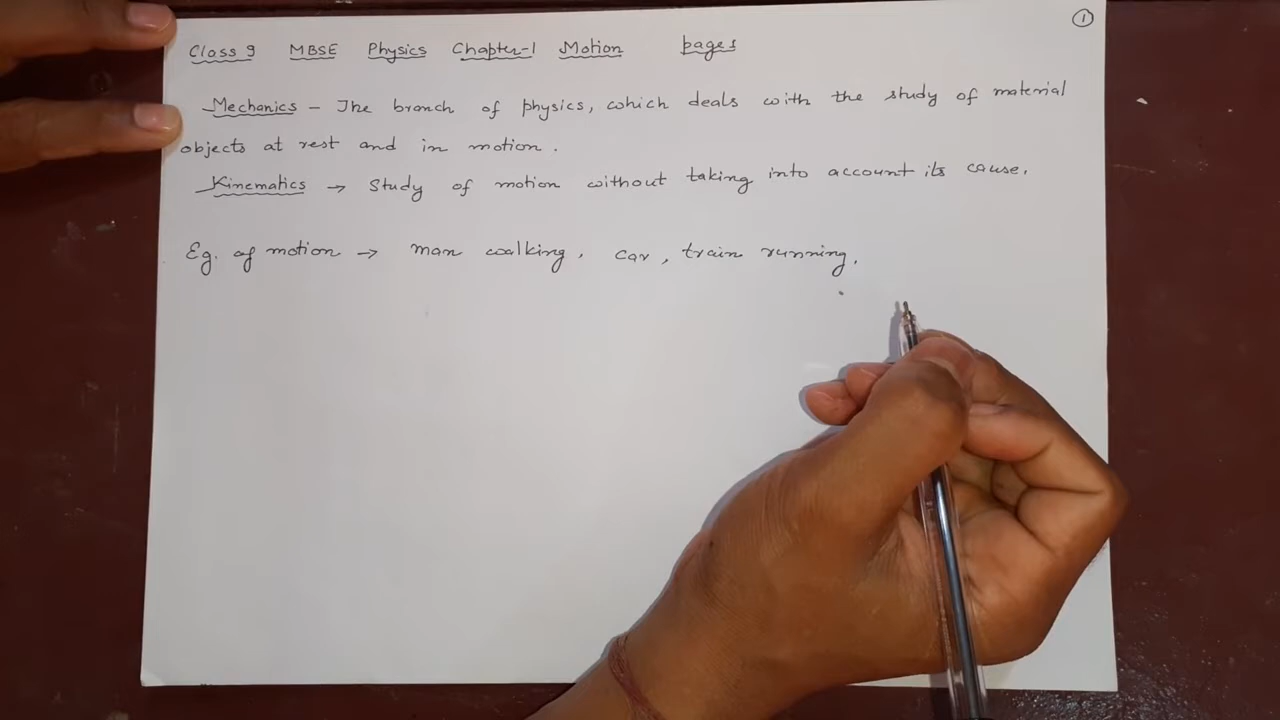 ①
Class 9 MBSE Physics Chapter-1 Motion pages
Mechanics - The branch of physics, which deals with the study of material
objects at rest and in motion.
Kinematics → Study of motion without taking into account its cause.
Eg. of motion → man walking, car, train running.